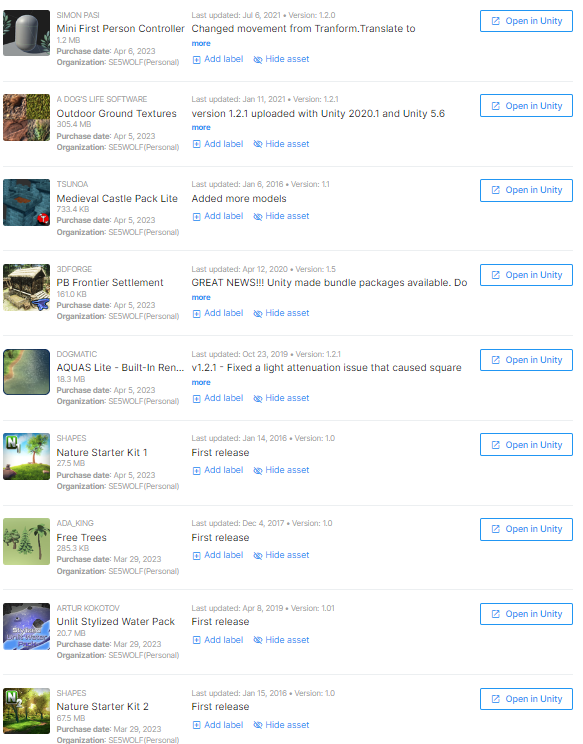 SIMON PASI
Mini First Person Controller
1.2 MB
Purchase date: Apr 6, 2023
Organization: SE5WOLF(Personal)
Last updated: Jul 6, 2021 • Version: 1.2.0
Changed movement from Tranform.Translate to
more
Add label Hide asset
Open in Unity
A DOG'S LIFE SOFTWARE
Outdoor Ground Textures
305.4 MB
Purchase date: Apr 5, 2023
Organization: SE5WOLF(Personal)
Last updated: Jan 11, 2021 • Version: 1.2.1
version 1.2.1 uploaded with Unity 2020.1 and Unity 5.6
more
Add label Hide asset
Open in Unity
TSUNOA
Medieval Castle Pack Lite
733.4 KB
Purchase date: Apr 5, 2023
Organization: SE5WOLF(Personal)
Last updated: Jan 6, 2016 • Version: 1.1
Added more models
Add label Hide asset
Open in Unity
3DFORGE
PB Frontier Settlement
161.0 KB
Purchase date: Apr 5, 2023
Organization: SE5WOLF(Personal)
Last updated: Apr 12, 2020 • Version: 1.5
GREAT NEWS!!! Unity made bundle packages available. Do
more
Add label Hide asset
Open in Unity
DOGMATIC
AQUAS Lite - Built-In Ren...
18.3 MB
Purchase date: Apr 5, 2023
Organization: SE5WOLF(Personal)
Last updated: Oct 23, 2019 • Version: 1.2.1
v1.2.1 - Fixed a light attenuation issue that caused square
more
Add label Hide asset
Open in Unity
N
1
SHAPES
Nature Starter Kit 1
27.5 MB
Purchase date: Apr 5, 2023
Organization: SE5WOLF(Personal)
Last updated: Jan 14, 2016 • Version: 1.0
First release
Add label Hide asset
Open in Unity
ADA_KING
Free Trees
285.3 KB
Purchase date: Mar 29, 2023
Organization: SE5WOLF(Personal)
Last updated: Dec 4, 2017 • Version: 1.0
First release
Add label Hide asset
Open in Unity
ARTUR KOKOTOV
Unlit Stylized Water Pack
20.7 MB
Purchase date: Mar 29, 2023
Organization: SE5WOLF(Personal)
Last updated: Apr 8, 2019 • Version: 1.01
First release
Add label Hide asset
Open in Unity
N
2
SHAPES
Nature Starter Kit 2
67.5 MB
Purchase date: Mar 29, 2023
Organization: SE5WOLF(Personal)
Last updated: Jan 15, 2016 • Version: 1.0
First release
Add label Hide asset
Open in Unity